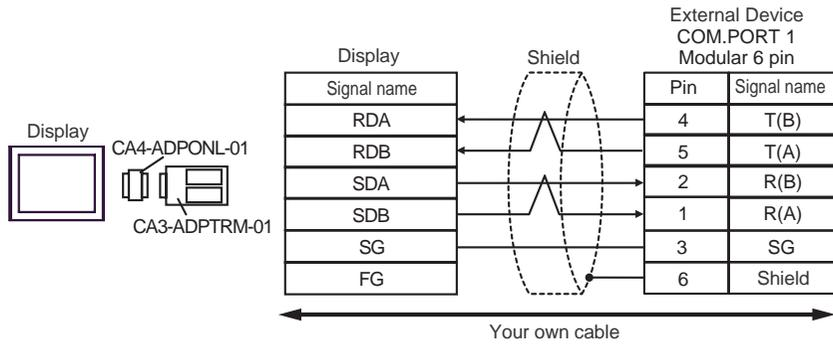 External Device
COM.PORT 1
Modular 6 pin
Display
Shield
Signal name
Pin
Signal name
RDA
4
T(B)
Display
CA4-ADPONL-01
RDB
5
T(A)
SDA
2
R(B)
CA3-ADPTRM-01
SDB
1
R(A)
SG
3
SG
FG
6
Shield
Your own cable